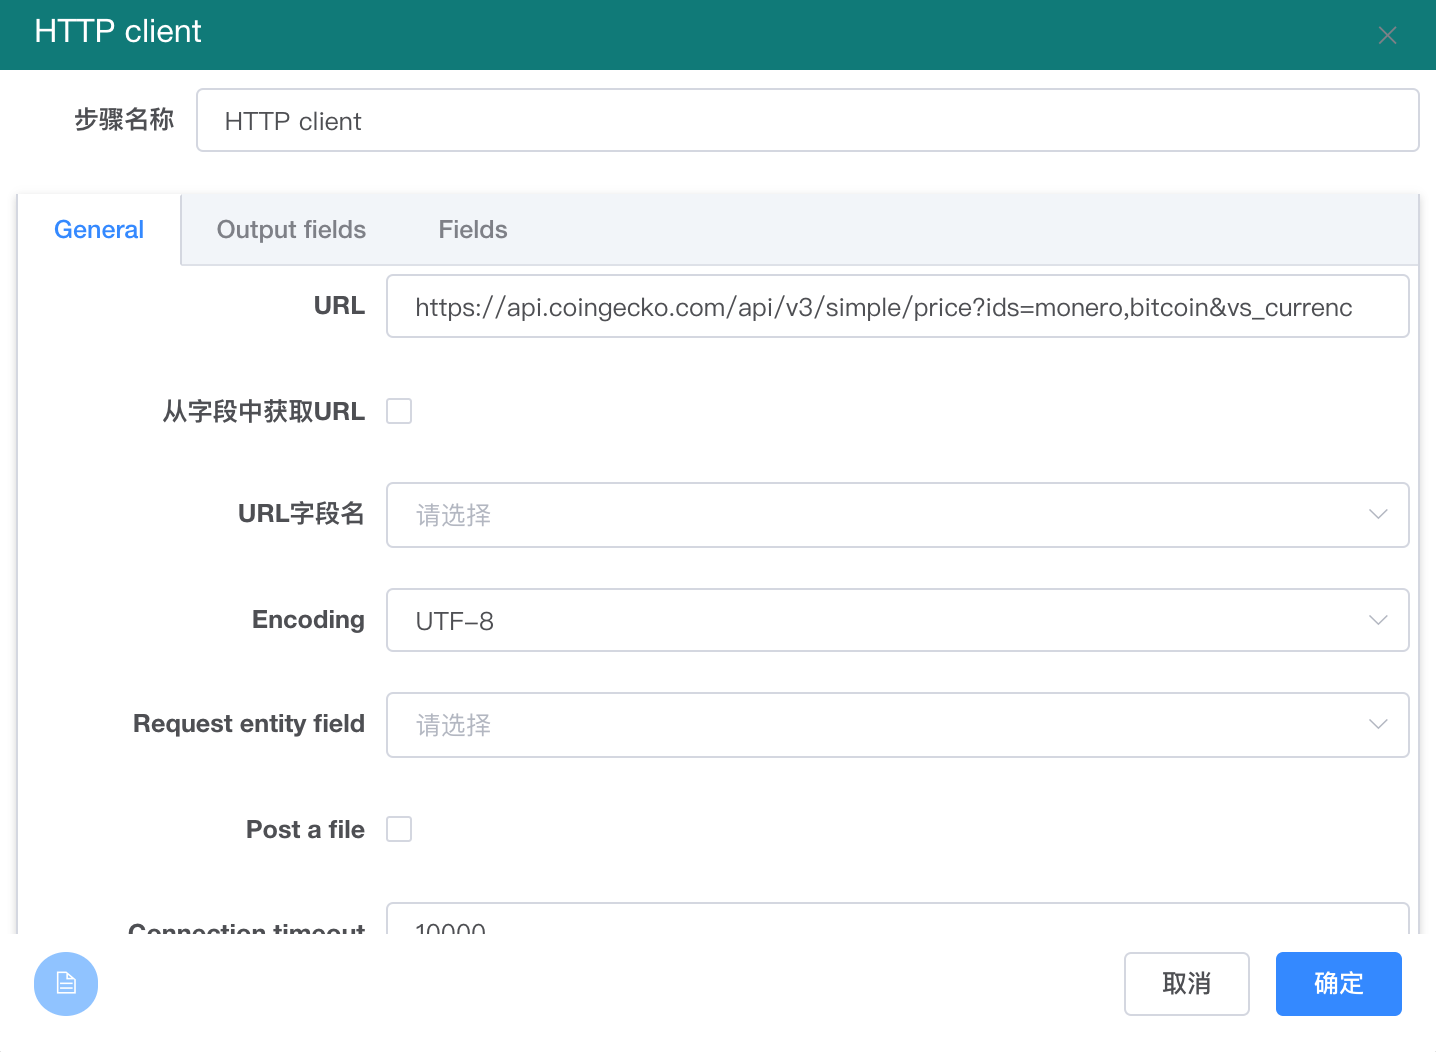 HTTP client
步骤名称 HTTP client
General Output fields Fields
URL https://api.coingecko.com/api/v3/simple/price?ids=monero,bitcoin&vs_currenc
从字段中获取URL
URL字段名 请选择
Encoding UTF-8
Request entity field 请选择
Post a file
Connection timeout 10000
取消 确定